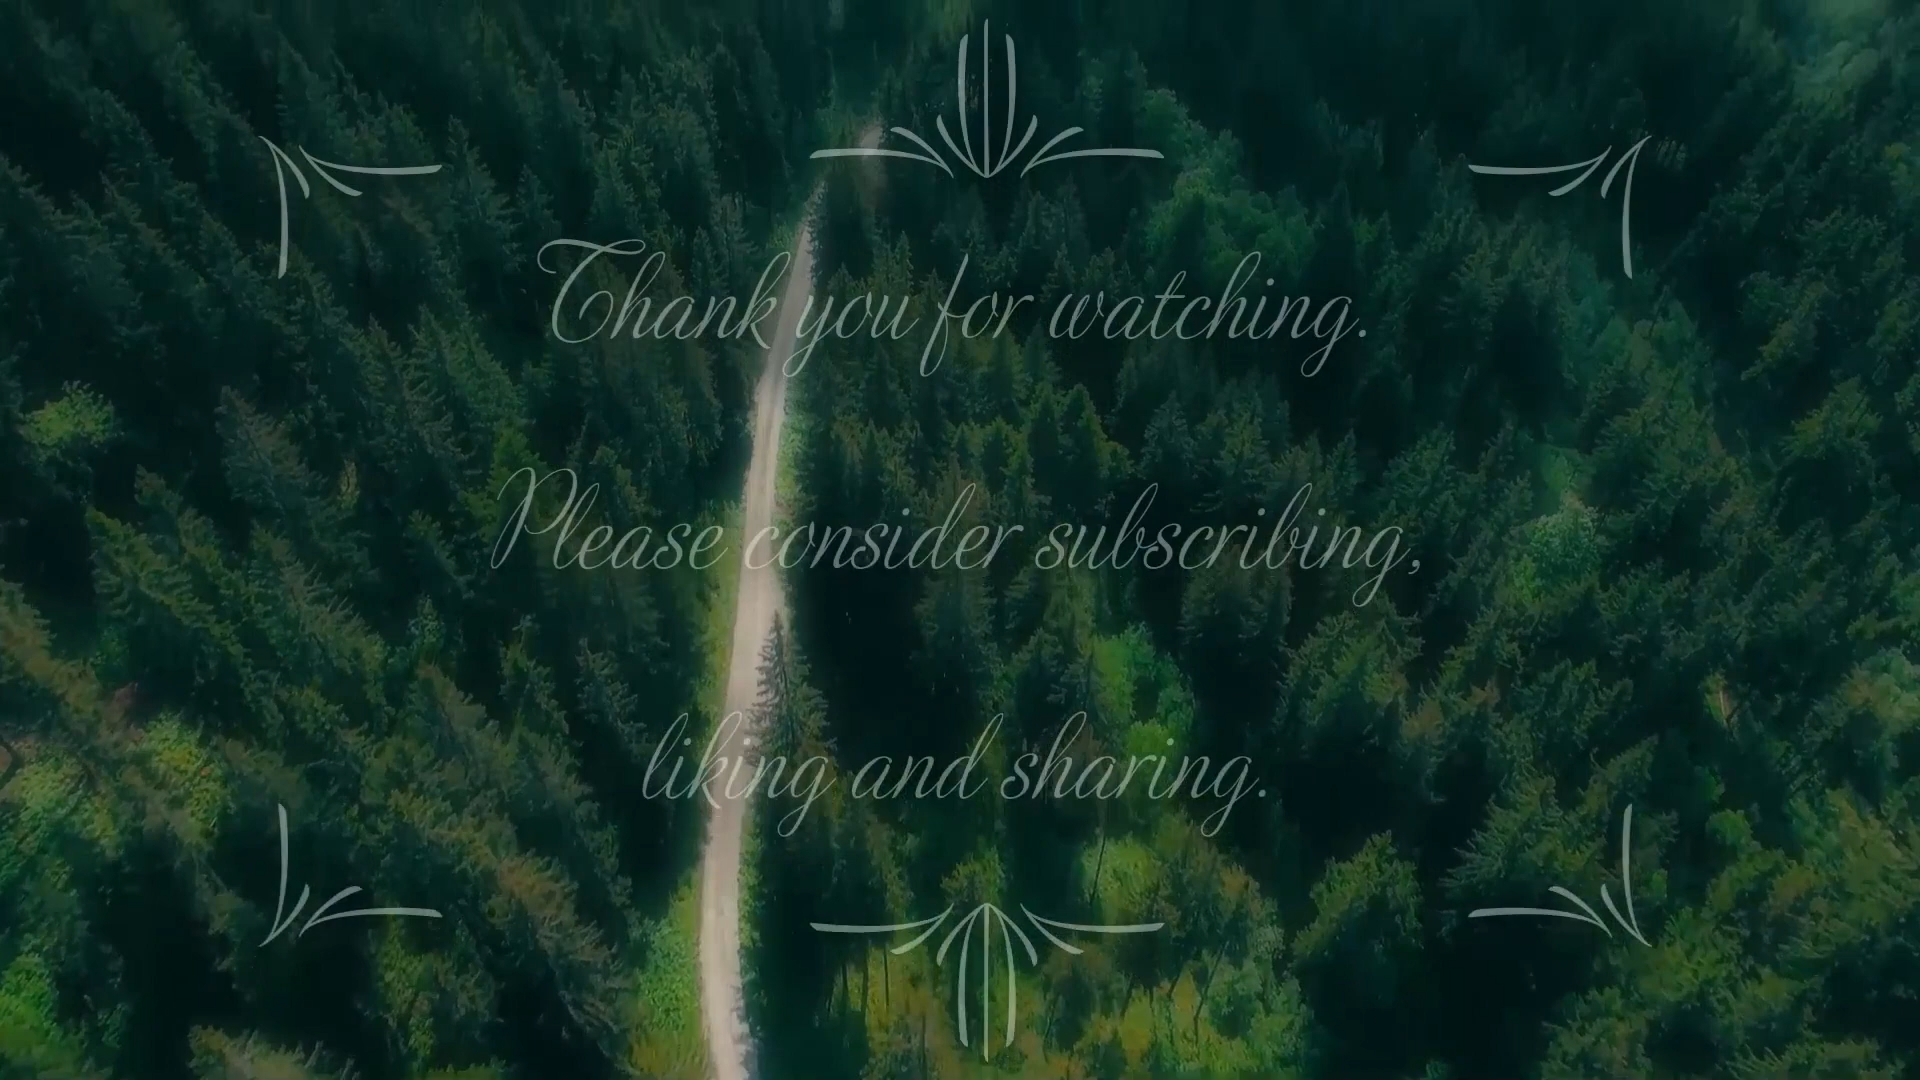 Thank you for watching.
Please consider subscribing,
liking and sharing.